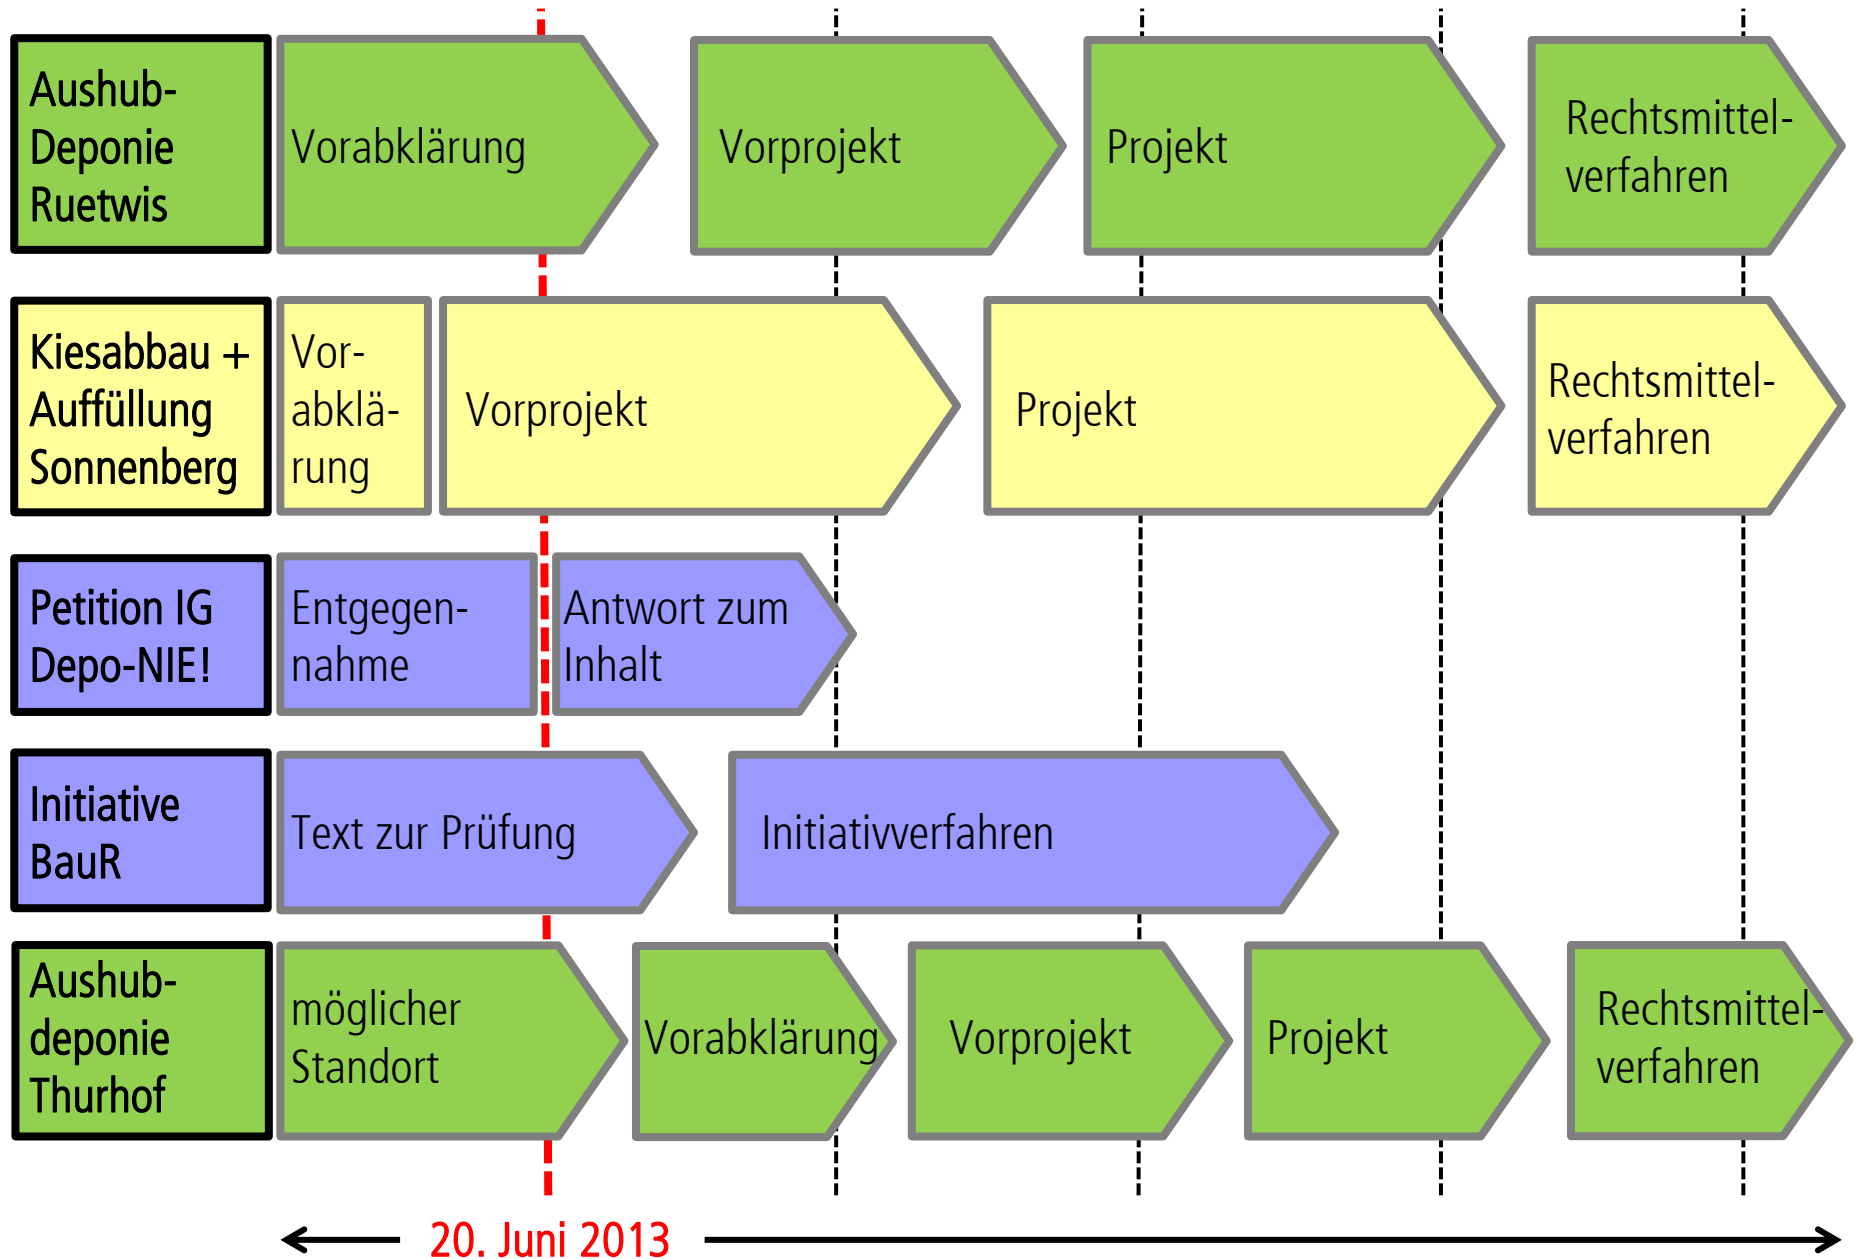 Aushub-
Deponie
Ruetwis
Vorabklärung
Vorprojekt
Projekt
Rechtsmittel-
verfahren
Kiesabbau +
Auffüllung
Sonnenberg
Vor-
abklä-
rung
Vorprojekt
Projekt
Rechtsmittel-
verfahren
Petition IG
Depo-NIE!
Entgegen-
nahme
Antwort zum
Inhalt
Initiative
BauR
Text zur Prüfung
Initiativverfahren
Aushub-
deponie
Thurhof
möglicher
Standort
Vorabklärung
Vorprojekt
Projekt
Rechtsmittel-
verfahren
20. Juni 2013